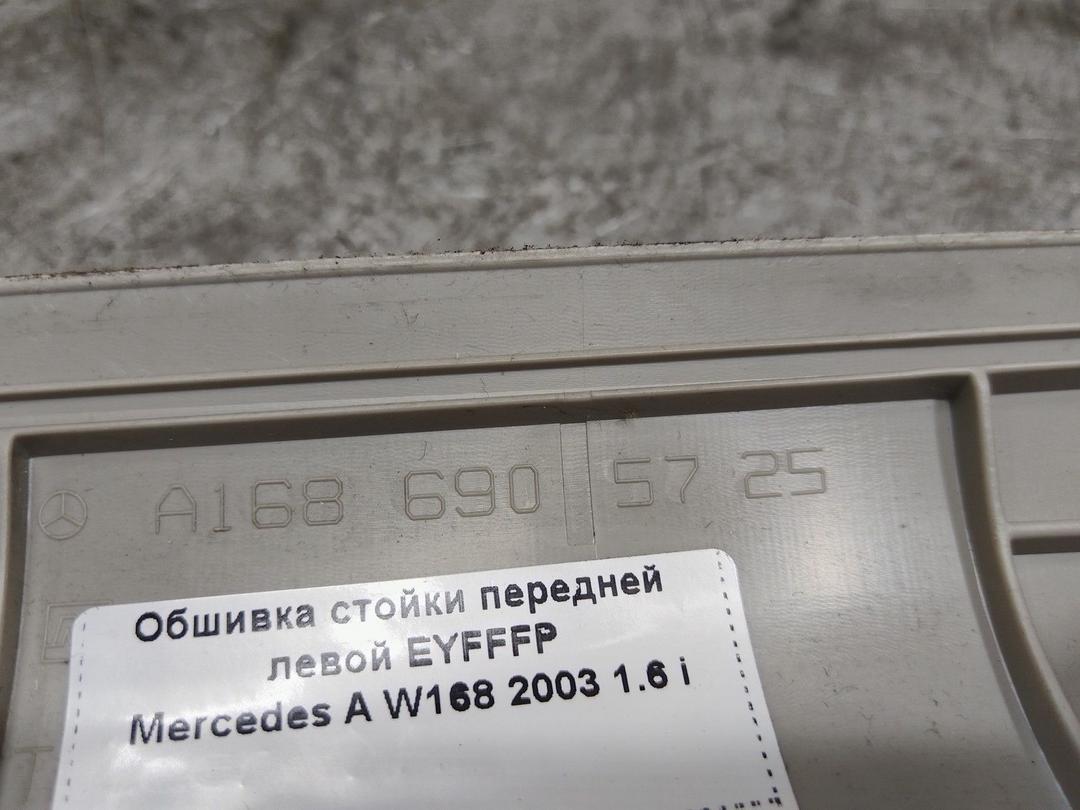 A168 690 57 25
Обшивка стойки передней
левой EYFFFP
Mercedes A W168 2003 1.6 i